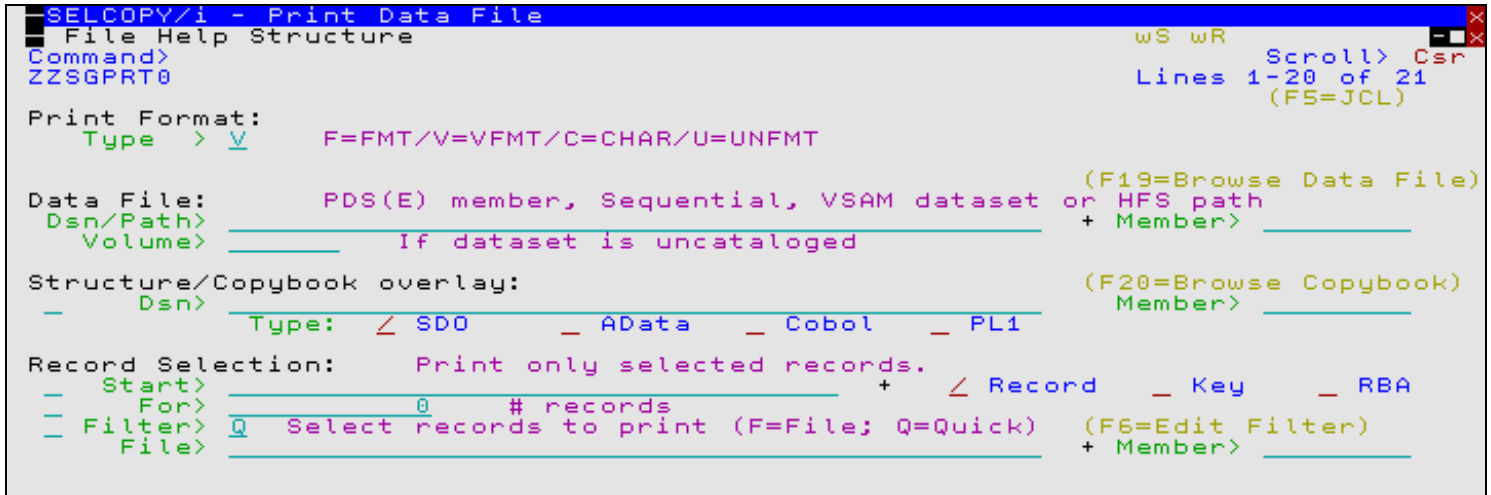 SELCOPY/i - Print Data File
File Help Structure wS wR
Command> Scroll> Csr
ZZSGPRT0 Lines 1-20 of 21
(F5=JCL)
Print Format:
Type > V F=FMT/V=VFMT/C=CHAR/U=UNFMT
(F19=Browse Data File)
Data File: PDS(E) member, Sequential, VSAM dataset or HFS path
Dsn/Path> + Member>
Volume> If dataset is uncataloged
Structure/Copybook overlay: (F20=Browse Copybook)
_ Dsn> Member>
Type: / SDO _ AData _ Cobol _ PL1
Record Selection: Print only selected records.
_ Start> + / Record _ Key _ RBA
_ For> 0 # records
_ Filter> Q Select records to print (F=File; Q=Quick) (F6=Edit Filter)
File> + Member>